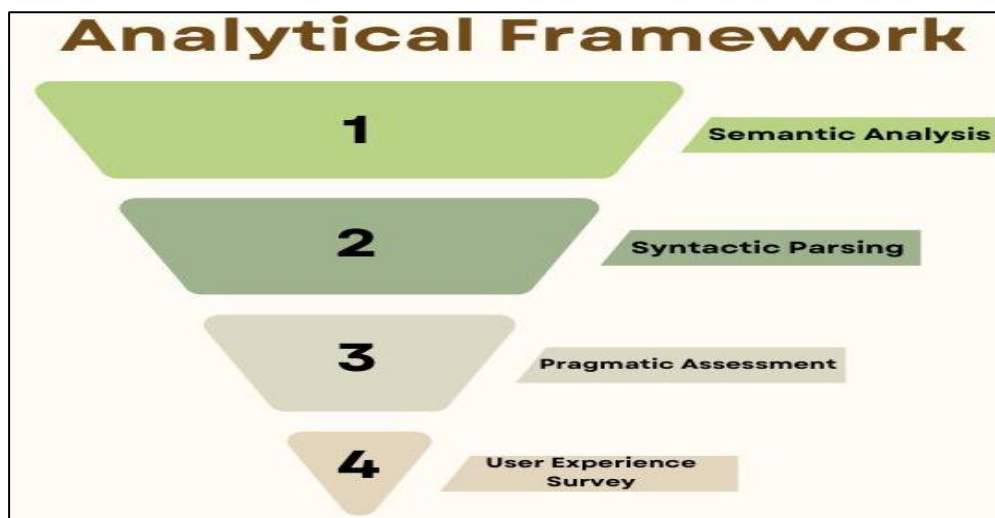 Analytical Framework
1
Semantic Analysis
2
Syntactic Parsing
3
Pragmatic Assessment
4
User Experience
Survey